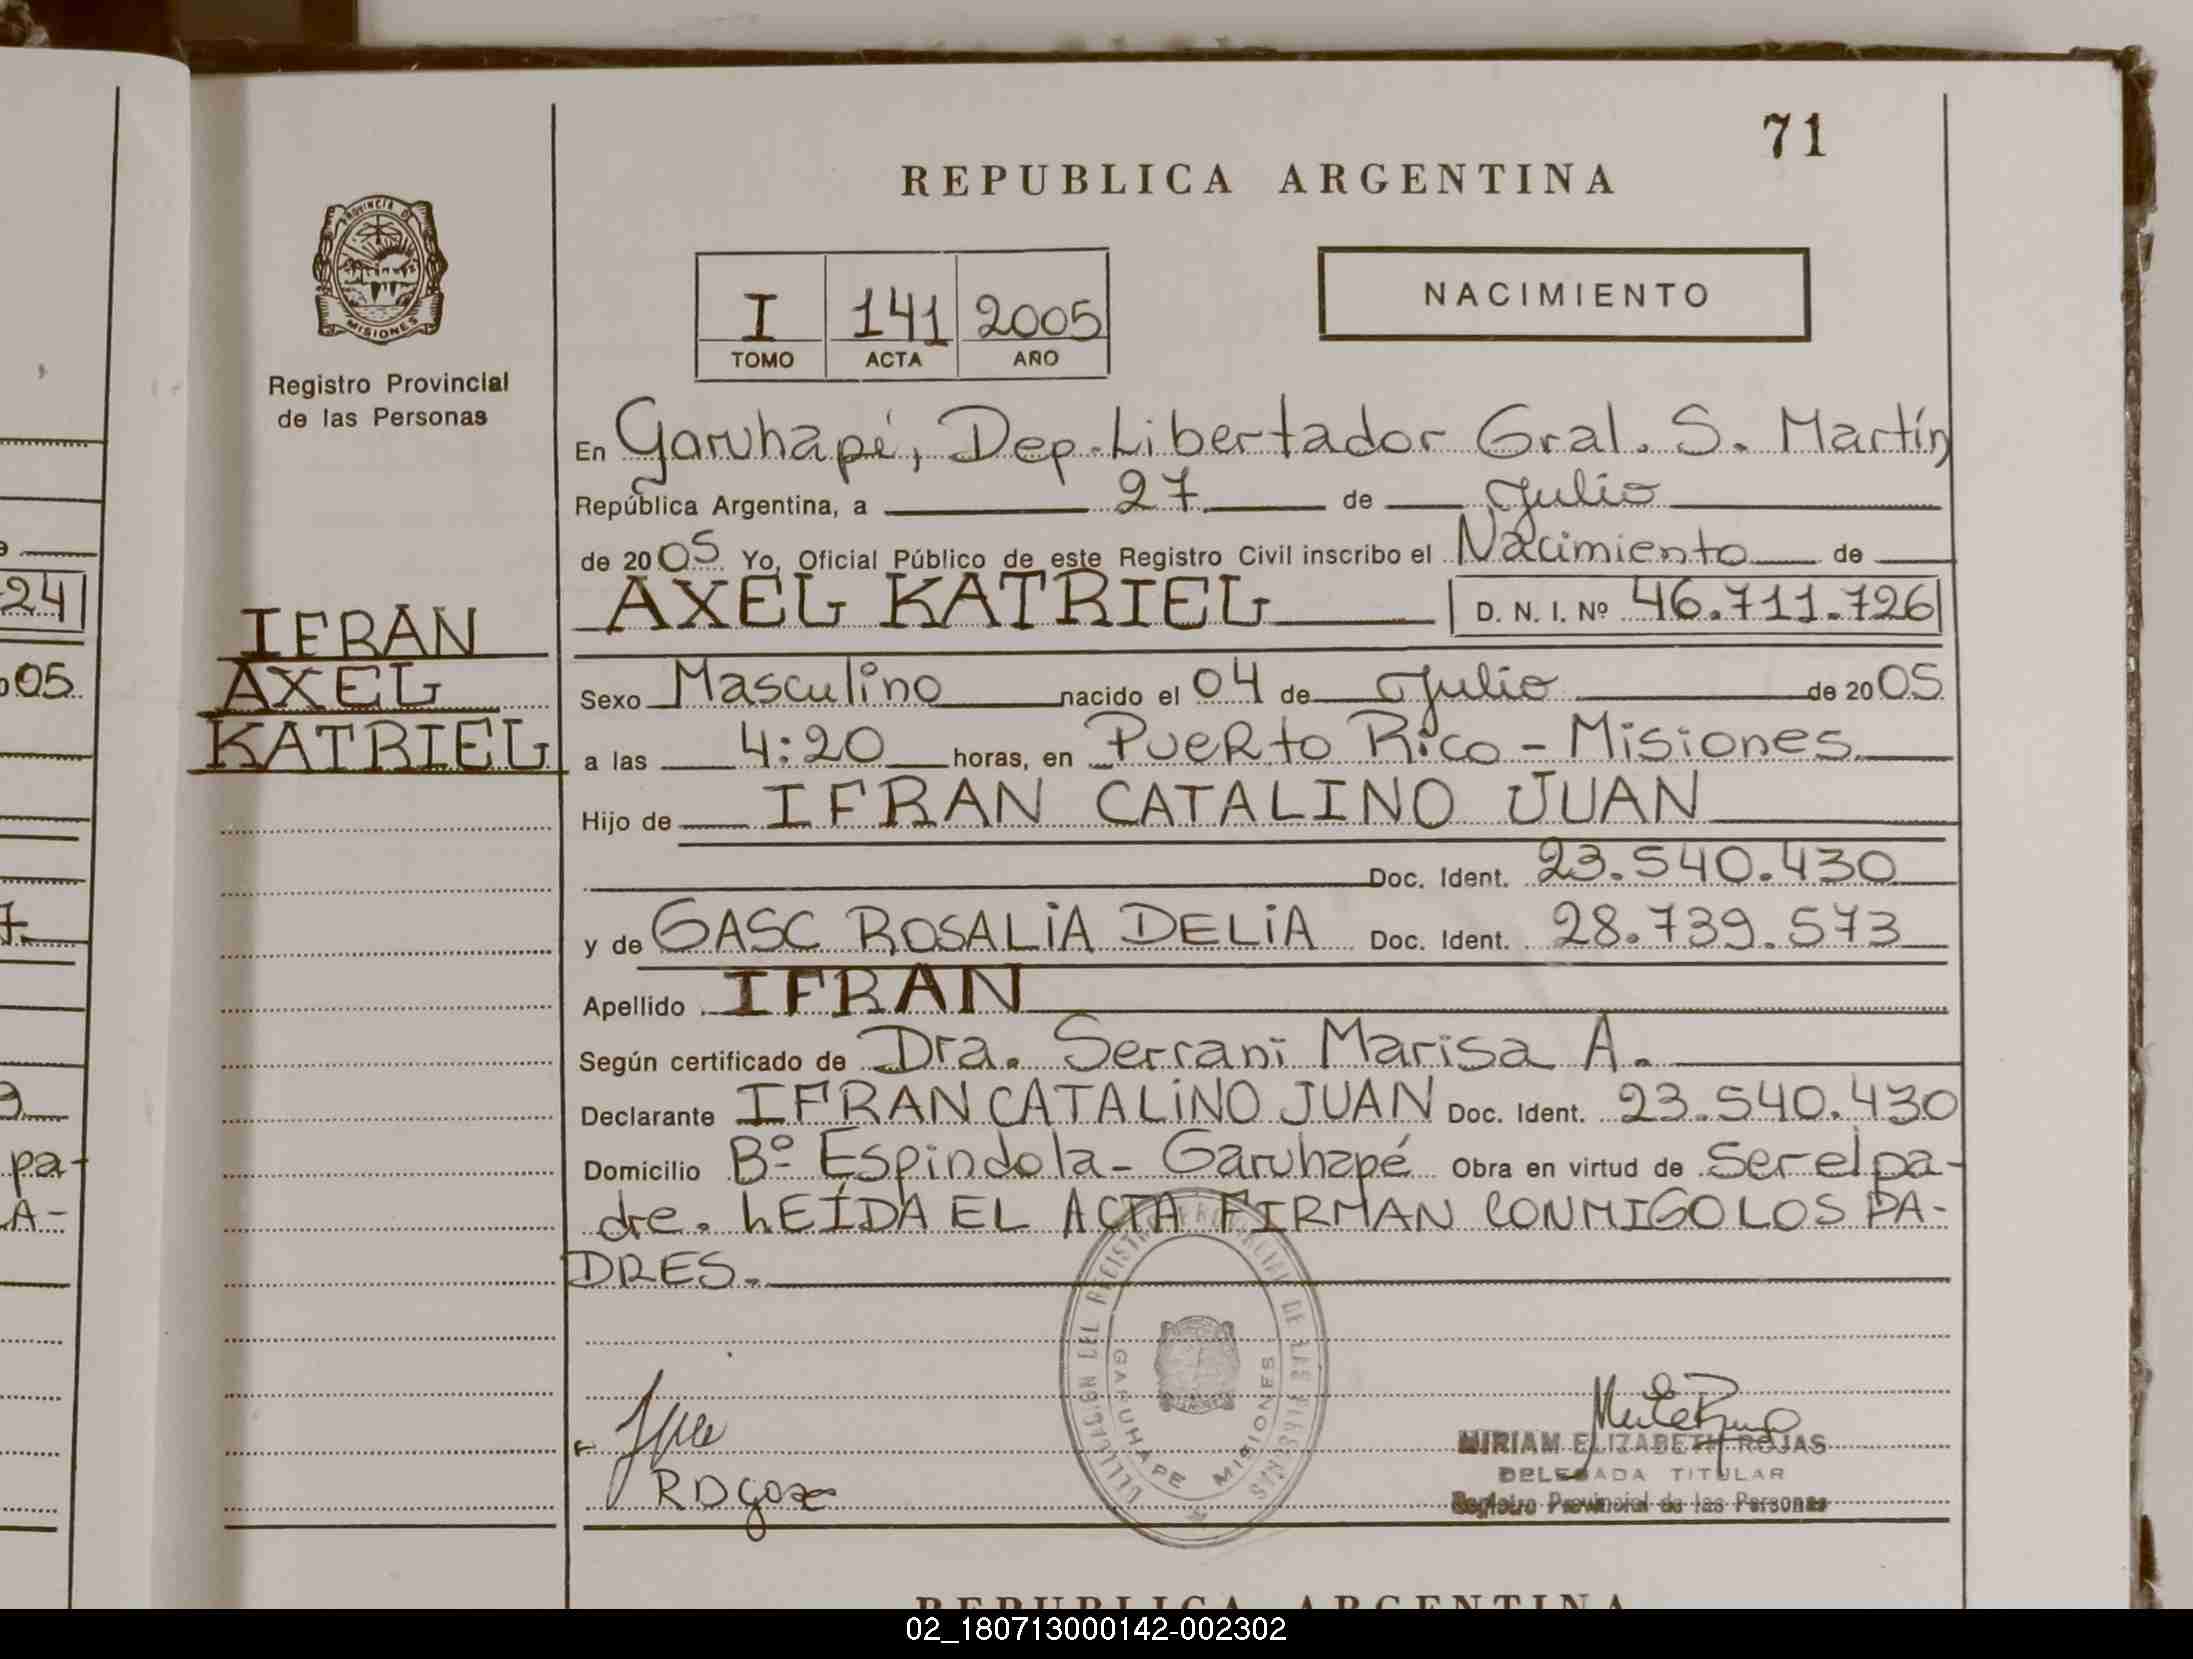 71
REPUBLICA ARGENTINA
PROVINCIA DE
MISIONES
Registro Provincial
de las Personas
I 141 2005
TOMO ACTA AÑO
NACIMIENTO
En Garuhapé, Dep. Libertador Gral. S. Martín
República Argentina, a 27 de Julio
de 2005 Yo, Oficial Público de este Registro Civil inscribo el Nacimiento de
AXEL KATRIEL D. N. I. Nº 46.711.726
IFRAN
AXEL
KATRIEL
Sexo Masculino nacido el 04 de Julio de 2005
a las 4:20 horas, en Puerto Rico - Misiones
Hijo de IFRAN CATALINO JUAN
Doc. Ident. 23.540.430
y de GASC ROSALIA DELIA Doc. Ident. 28.739.573
Apellido IFRAN
Según certificado de Dra. Serrani Marisa A.
Declarante IFRAN CATALINO JUAN Doc. Ident. 23.540.430
Domicilio Bº Espindola - Garuhapé Obra en virtud de ser el pa-
dre. LEÍDA EL ACTA FIRMAN CONMIGO LOS PA-
DRES.
GARUHAPE MISIONES
MIRIAM ELIZABETH ROJAS
DELEGADA TITULAR
Registro Provincial de las Personas
REPUBLICA ARGENTINA
24
05
pa-
A-
02_180713000142-002302